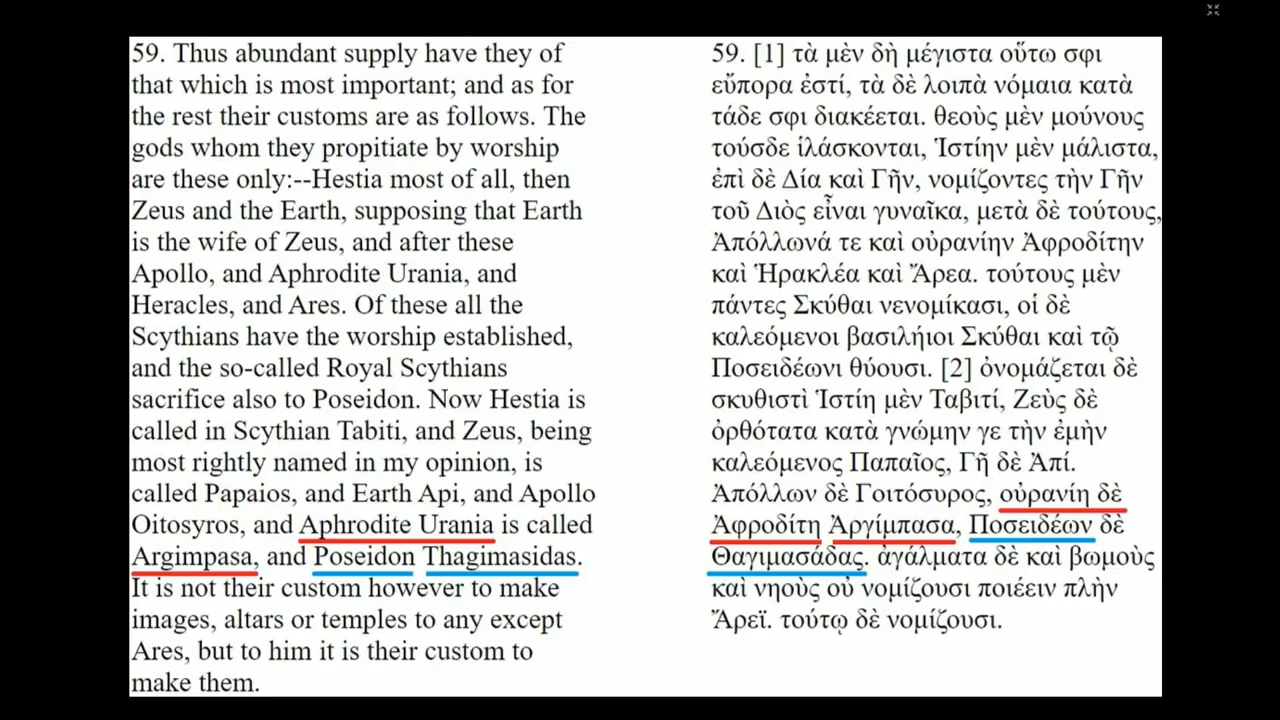 59. Thus abundant supply have they of
that which is most important; and as for
the rest their customs are as follows. The
gods whom they propitiate by worship
are these only:--Hestia most of all, then
Zeus and the Earth, supposing that Earth
is the wife of Zeus, and after these
Apollo, and Aphrodite Urania, and
Heracles, and Ares. Of these all the
Scythians have the worship established,
and the so-called Royal Scythians
sacrifice also to Poseidon. Now Hestia is
called in Scythian Tabiti, and Zeus, being
most rightly named in my opinion, is
called Papaios, and Earth Api, and Apollo
Oitosyros, and Aphrodite Urania is called
Argimpasa, and Poseidon Thagimasidas.
It is not their custom however to make
images, altars or temples to any except
Ares, but to him it is their custom to
make them.
59. [1] τὰ μὲν δὴ μέγιστα οὕτω σφι
εὔπορα ἐστί, τὰ δὲ λοιπὰ νόμαια κατὰ
τάδε σφι διακέεται. θεοὺς μὲν μούνους
τούσδε ἱλάσκονται, Ἱστίην μὲν μάλιστα,
ἐπὶ δὲ Δία καὶ Γῆν, νομίζοντες τὴν Γῆν
τοῦ Διὸς εἶναι γυναῖκα, μετὰ δὲ τούτους,
Ἀπόλλωνά τε καὶ οὐρανίην Ἀφροδίτην
καὶ Ἡρακλέα καὶ Ἄρεα. τούτους μὲν
πάντες Σκύθαι νενομίκασι, οἱ δὲ
καλεόμενοι βασιλήιοι Σκύθαι καὶ τῷ
Ποσειδέωνι θύουσι. [2] ὀνομάζεται δὲ
σκυθιστὶ Ἱστίη μὲν Ταβιτί, Ζεὺς δὲ
ὀρθότατα κατὰ γνώμην γε τὴν ἐμήν
καλεόμενος Παπαῖος, Γῆ δὲ Ἀπί.
Ἀπόλλων δὲ Γοιτόσυρος, οὐρανίη δὲ
Ἀφροδίτη Ἀργίμπασα, Ποσειδέων δὲ
Θαγιμασάδας. ἀγάλματα δὲ καὶ βωμοὺς
καὶ νηοὺς οὐ νομίζουσι ποιέειν πλὴν
Ἄρεϊ. τούτῳ δὲ νομίζουσι.